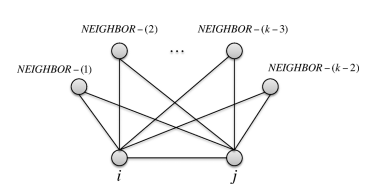 NEIGHBOR–(2) ... NEIGHBOR–(k–3)
NEIGHBOR–(1) NEIGHBOR–(k–2)
i j